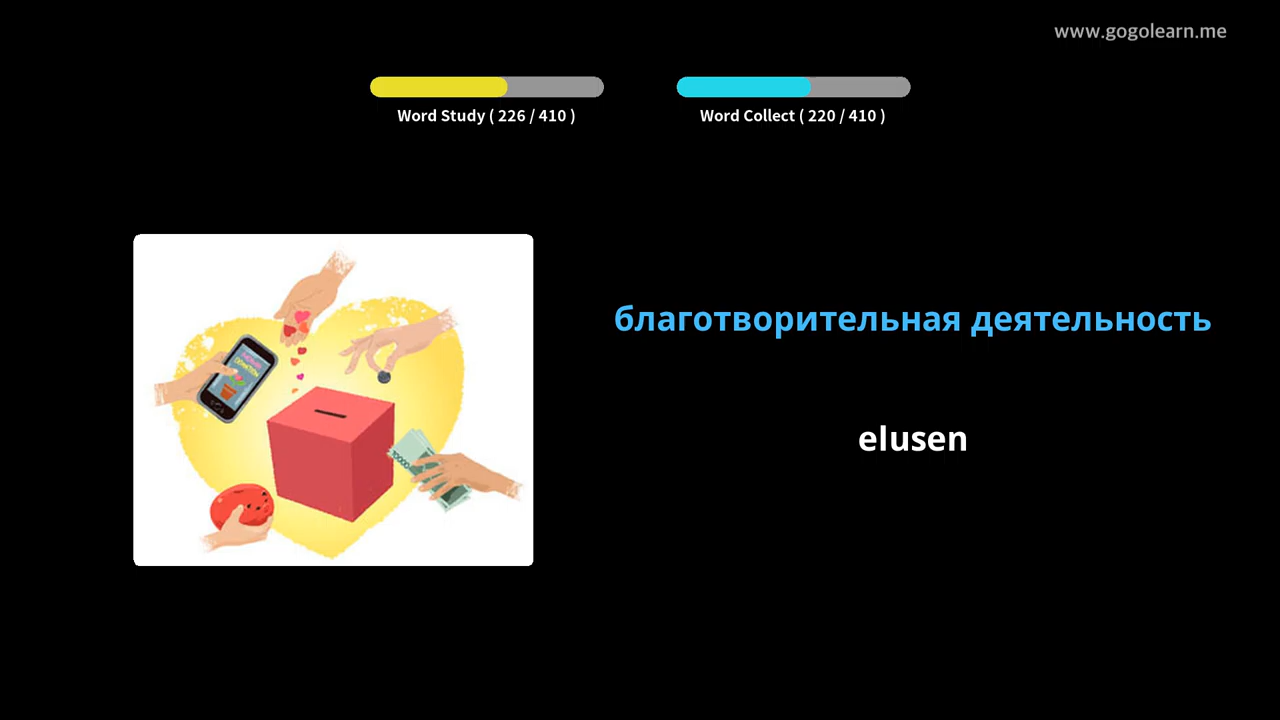 www.gogolearn.me
Word Study ( 226 / 410 )
Word Collect ( 220 / 410 )
благотворительная деятельность
elusen